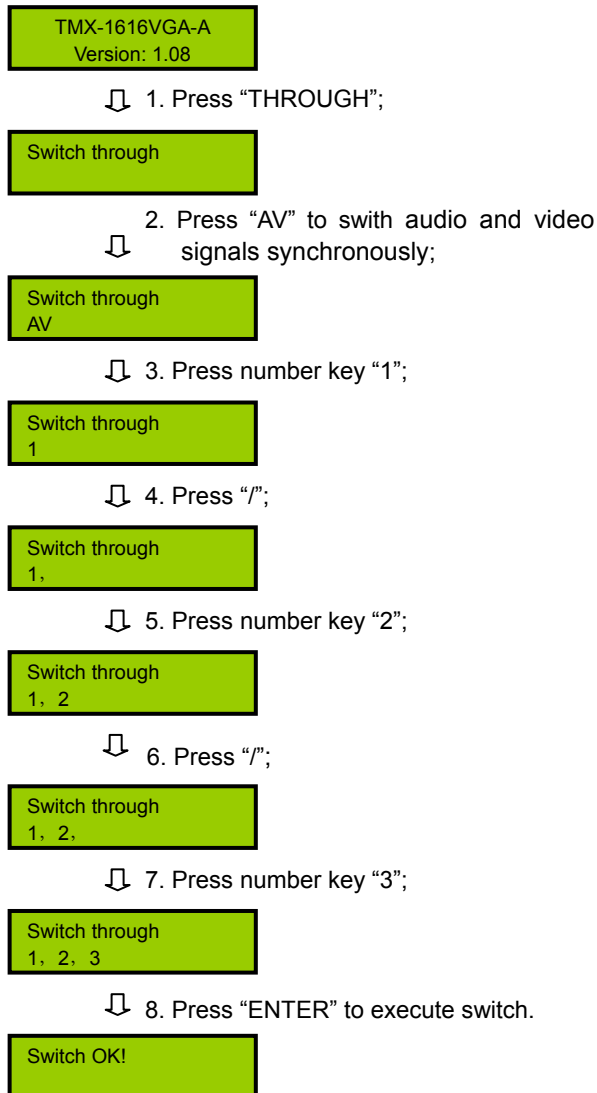 TMX-1616VGA-A
Version: 1.08
1. Press “THROUGH”;
Switch through
2. Press “AV” to swith audio and video
signals synchronously;
Switch through
AV
3. Press number key “1”;
Switch through
1
4. Press “/”;
Switch through
1，
5. Press number key “2”;
Switch through
1，2
6. Press “/”;
Switch through
1，2，
7. Press number key “3”;
Switch through
1，2，3
8. Press “ENTER” to execute switch.
Switch OK!